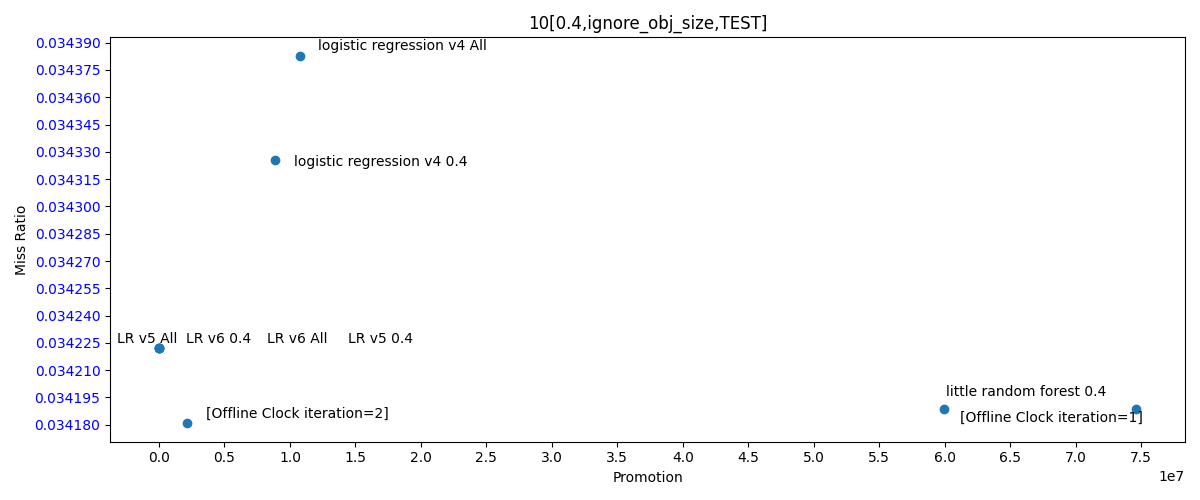 10[0.4,ignore_obj_size,TEST]
0.034390
logistic regression v4 All
0.034375
0.034360
0.034345
0.034330
logistic regression v4 0.4
0.034315
0.034300
0.034285
0.034270
0.034255
0.034240
0.034225
LR v5 All LR v6 0.4 LR v6 All LR v5 0.4
0.034210
0.034195
little random forest 0.4
[Offline Clock iteration=2]
[Offline Clock iteration=1]
0.034180
Miss Ratio
0.0 0.5 1.0 1.5 2.0 2.5 3.0 3.5 4.0 4.5 5.0 5.5 6.0 6.5 7.0 7.5
1e7
Promotion